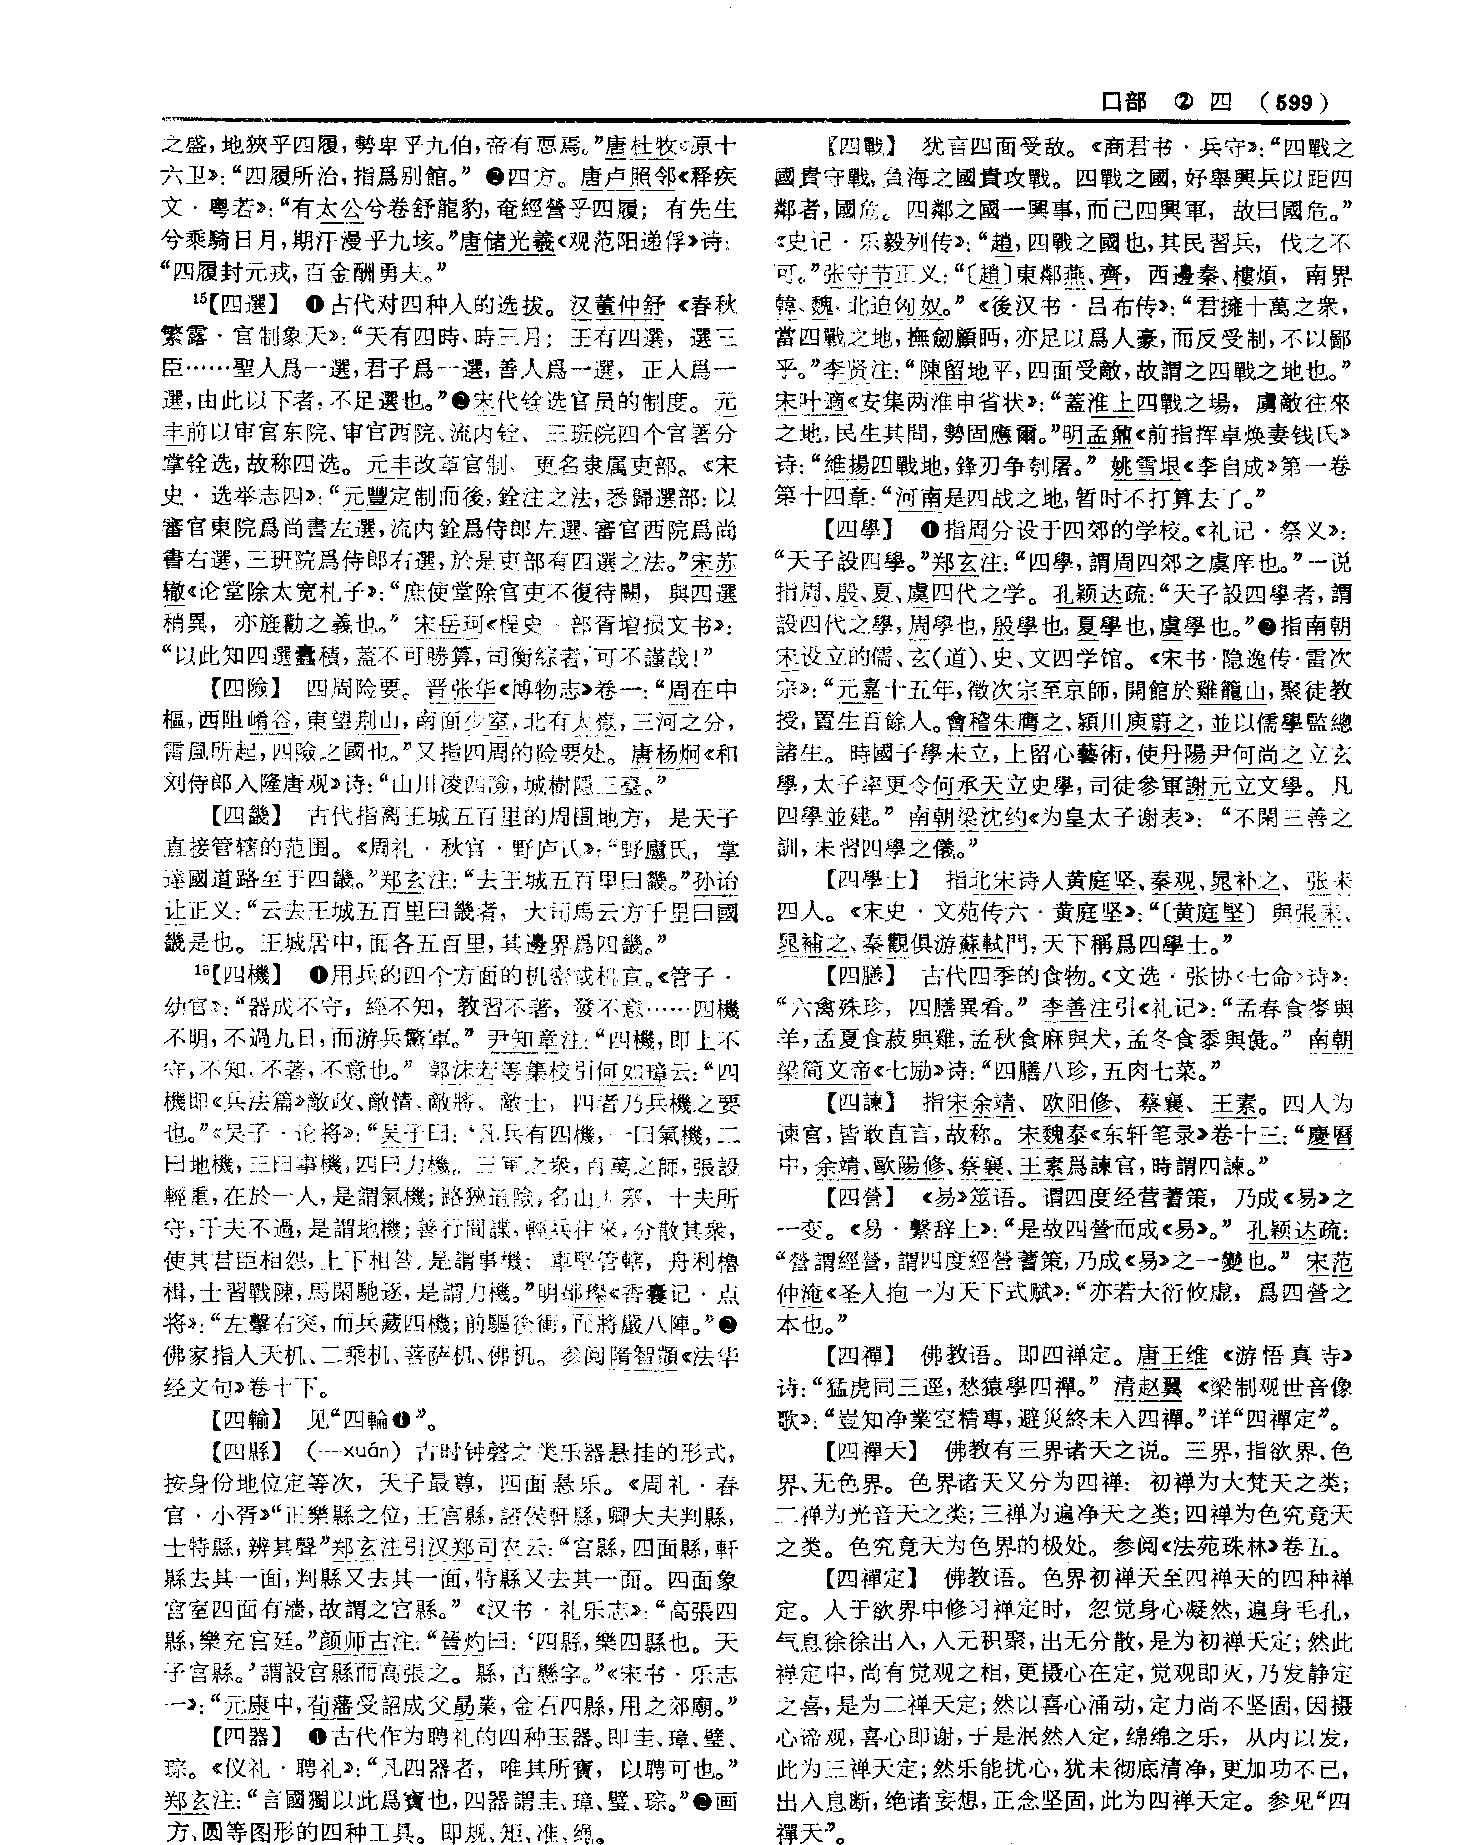 口部 ② 四 (599)
之盛,地狹乎四履,勢卑乎九伯,帝有恧焉。”唐杜牧《原十
六卫》:“四履所治,指爲别館。” ❷四方。唐卢照邻《释疾
文·粤若》:“有太公兮卷舒龍豹,奄經營乎四履;有先生
兮乘騎日月,期汗漫乎九垓。”唐储光羲《观范阳递俘》诗:
“四履封元戎,百金酬勇夫。”
15【四選】 ❶古代对四种人的选拔。汉董仲舒《春秋
繁露·官制象天》:“天有四時、時三月;王有四選,選三
臣……聖人爲一選,君子爲一選,善人爲一選,正人爲一
選,由此以下者,不足選也。”❷宋代铨选官员的制度。元
丰前以审官东院、审官西院、流内铨、三班院四个官署分
掌铨选,故称四选。元丰改革官制,更名隶属吏部。《宋
史·选举志四》:“元豐定制而後,銓注之法,悉歸選部:以
審官東院爲尚書左選,流内銓爲侍郎左選、審官西院爲尚
書右選,三班院爲侍郎右選,於是吏部有四選之法。”宋苏
辙《论堂除太宽札子》:“庶使堂除官吏不復待闕,與四選
稍異,亦旌勸之義也。” 宋岳珂《桯史·部胥增损文书》:
“以此知四選蠹積,蓋不可勝算,司衡綜者,可不謹哉!”
【四險】 四周险要。晋张华《博物志》卷一:“周在中
樞,西阻崤谷,東望荆山,南面少室,北有太嶽,三河之分,
雷風所起,四險之國也。”又指四周的险要处。唐杨炯《和
刘侍郎入隆唐观》诗:“山川凌四險,城樹隱三臺。”
【四畿】 古代指离王城五百里的周围地方,是天子
直接管辖的范围。《周礼·秋官·野庐氏》:“野廬氏,掌
達國道路至于四畿。”郑玄注:“去王城五百里曰畿。”孙诒
让正义:“云去王城五百里曰畿者,大司馬云方千里曰國
畿是也。王城居中,面各五百里,其邊界爲四畿。”
16【四機】 ❶用兵的四个方面的机密或机宜。《管子·
幼官》:“器成不守,經不知,教習不著,發不意……四機
不明,不過九日,而游兵驚軍。” 尹知章注:“四機,即上不
守,不知,不著,不意也。” 郭沫若等集校引何如璋云:“四
機即《兵法篇》敵政、敵情、敵將、敵士,四者乃兵機之要
也。”《吴子·论将》:“吴子曰:‘凡兵有四機,一曰氣機,二
曰地機,三曰事機,四曰力機。三軍之衆,百萬之師,張設
輕重,在於一人,是謂氣機;路狹道險,名山大塞,十夫所
守,千夫不過,是謂地機;善行間諜,輕兵往來,分散其衆,
使其君臣相怨,上下相咎,是謂事機;車堅管轄,舟利櫓
楫,士習戰陳,馬閑馳逐,是謂力機。”明邵璨《香囊记·点
将》:“左擊右突,而兵藏四機;前驅後衝,而將嚴八陣。”❷
佛家指人天机、二乘机、菩萨机、佛机。参阅隋智顗《法华
经文句》卷十下。
【四輸】 见“四輪❶”。
【四縣】 (—xuán) 古时钟磬之类乐器悬挂的形式,
按身份地位定等次,天子最尊,四面悬乐。《周礼·春
官·小胥》“正樂縣之位,王宫縣,諸侯軒縣,卿大夫判縣,
士特縣,辨其聲”郑玄注引汉郑司农云:“宫縣,四面縣,軒
縣去其一面,判縣又去其一面,特縣又去其一面。四面象
宫室四面有牆,故謂之宫縣。” 《汉书·礼乐志》:“高張四
縣,樂充宫廷。”颜师古注:“晉灼曰:‘四縣,樂四縣也。天
子宫縣。’謂設宫縣而高張之。縣,古懸字。”《宋书·乐志
一》:“元康中,荀藩受詔成父勗業,金石四縣,用之郊廟。”
【四器】 ❶古代作为聘礼的四种玉器。即圭、璋、璧、
琮。《仪礼·聘礼》:“凡四器者,唯其所寶,以聘可也。”
郑玄注:“言國獨以此爲寶也,四器謂圭、璋、璧、琮。”❷画
方、圆等图形的四种工具。即规、矩、准、绳。
【四戰】 犹言四面受敌。《商君书·兵守》:“四戰之
國貴守戰,負海之國貴攻戰。四戰之國,好舉興兵以距四
鄰者,國危。四鄰之國一興事,而己四興軍,故曰國危。”
《史记·乐毅列传》:“趙,四戰之國也,其民習兵,伐之不
可。”张守节正义:“〔趙〕東鄰燕、齊,西邊秦、樓煩,南界
韓、魏,北迫匈奴。” 《後汉书·吕布传》:“君擁十萬之衆,
當四戰之地,撫劒顧眄,亦足以爲人豪,而反受制,不以鄙
乎。”李贤注:“陳留地平,四面受敵,故謂之四戰之地也。”
宋叶適《安集两淮申省状》:“蓋淮上四戰之場,虜敵往來
之地,民生其間,勢固應爾。”明孟鼐《前指挥卓焕妻钱氏》
诗:“維揚四戰地,鋒刃争刳屠。” 姚雪垠《李自成》第一卷
第十四章:“河南是四战之地,暂时不打算去了。”
【四學】 ❶指周分设于四郊的学校。《礼记·祭义》:
“天子設四學。”郑玄注:“四學,謂周四郊之虞庠也。”一说
指周、殷、夏、虞四代之学。孔颖达疏:“天子設四學者,謂
設四代之學,周學也,殷學也,夏學也,虞學也。”❷指南朝
宋设立的儒、玄(道)、史、文四学馆。《宋书·隐逸传·雷次
宗》:“元嘉十五年,徵次宗至京師,開館於雞籠山,聚徒教
授,置生百餘人。會稽朱膺之、潁川庾蔚之,並以儒學監總
諸生。時國子學未立,上留心藝術,使丹陽尹何尚之立玄
學,太子率更令何承天立史學,司徒參軍謝元立文學。凡
四學並建。” 南朝梁沈约《为皇太子谢表》:“不閑三善之
訓,未習四學之儀。”
【四學士】 指北宋诗人黄庭坚、秦观、晁补之、张耒
四人。《宋史·文苑传六·黄庭坚》:“〔黄庭堅〕與張耒、
晁補之、秦觀俱游蘇軾門,天下稱爲四學士。”
【四膳】 古代四季的食物。《文选·张协〈七命〉诗》:
“六禽殊珍,四膳異肴。” 李善注引《礼记》:“孟春食麥與
羊,孟夏食菽與雞,孟秋食麻與犬,孟冬食黍與彘。” 南朝
梁简文帝《七励》诗:“四膳八珍,五肉七菜。”
【四諫】 指宋余靖、欧阳修、蔡襄、王素。四人为
谏官,皆敢直言,故称。宋魏泰《东轩笔录》卷十三:“慶曆
中,余靖、歐陽修、蔡襄、王素爲諫官,時謂四諫。”
【四營】 《易》筮语。谓四度经营蓍策,乃成《易》之
一变。《易·繫辞上》:“是故四營而成《易》。” 孔颖达疏:
“營謂經營,謂四度經營蓍策,乃成《易》之一變也。” 宋范
仲淹《圣人抱一为天下式赋》:“亦若大衍攸虚,爲四營之
本也。”
【四禪】 佛教语。即四禅定。唐王维《游悟真寺》
诗:“猛虎同三逕,愁猿學四禪。” 清赵翼《梁制观世音像
歌》:“豈知净業空精專,避災終未入四禪。”详“四禪定”。
【四禪天】 佛教有三界诸天之说。三界,指欲界、色
界、无色界。色界诸天又分为四禅:初禅为大梵天之类;
二禅为光音天之类;三禅为遍净天之类;四禅为色究竟天
之类。色究竟天为色界的极处。参阅《法苑珠林》卷五。
【四禪定】 佛教语。色界初禅天至四禅天的四种禅
定。人于欲界中修习禅定时,忽觉身心凝然,遍身毛孔,
气息徐徐出入,入无积聚,出无分散,是为初禅天定;然此
禅定中,尚有觉观之相,更摄心在定,觉观即灭,乃发静定
之喜,是为二禅天定;然以喜心涌动,定力尚不坚固,因摄
心谛观,喜心即谢,于是泯然入定,绵绵之乐,从内以发,
此为三禅天定;然乐能扰心,犹未彻底清净,更加功不已,
出入息断,绝诸妄想,正念坚固,此为四禅天定。参见“四
禪天”。